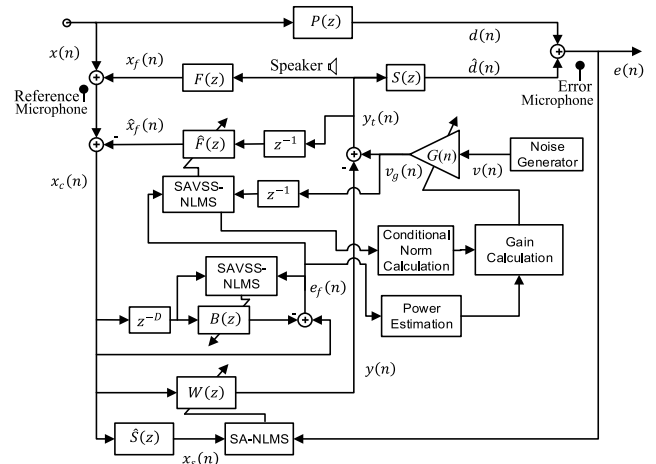 P(z)
x(n)
d(n)
x_f(n)
F(z)
Speaker
S(z)
d̂(n)
e(n)
Reference
Microphone
Error
Microphone
x̂_f(n)
-
F̂(z)
z⁻¹
y_t(n)
G(n)
Noise
Generator
-
v_g(n)
v(n)
x_c(n)
SAVSS-
NLMS
z⁻¹
Conditional
Norm
Calculation
Gain
Calculation
SAVSS-
NLMS
e_f(n)
Power
Estimation
z⁻ᴰ
B(z)
-
y(n)
W(z)
Ŝ(z)
SA-NLMS
x_s(n)